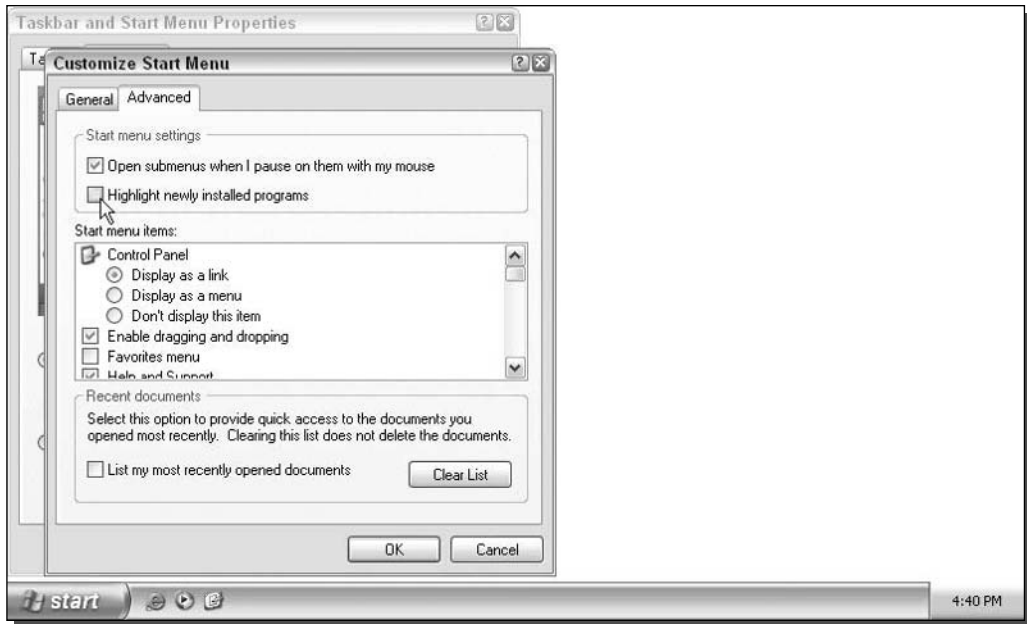 Taskbar and Start Menu Properties
Ta
Customize Start Menu
General Advanced
Start menu settings
Open submenus when I pause on them with my mouse
Highlight newly installed programs
Start menu items:
Control Panel
Display as a link
Display as a menu
Don't display this item
Enable dragging and dropping
Favorites menu
Help and Support
Recent documents
Select this option to provide quick access to the documents you
opened most recently. Clearing this list does not delete the documents.
List my most recently opened documents
Clear List
OK Cancel
start
4:40 PM